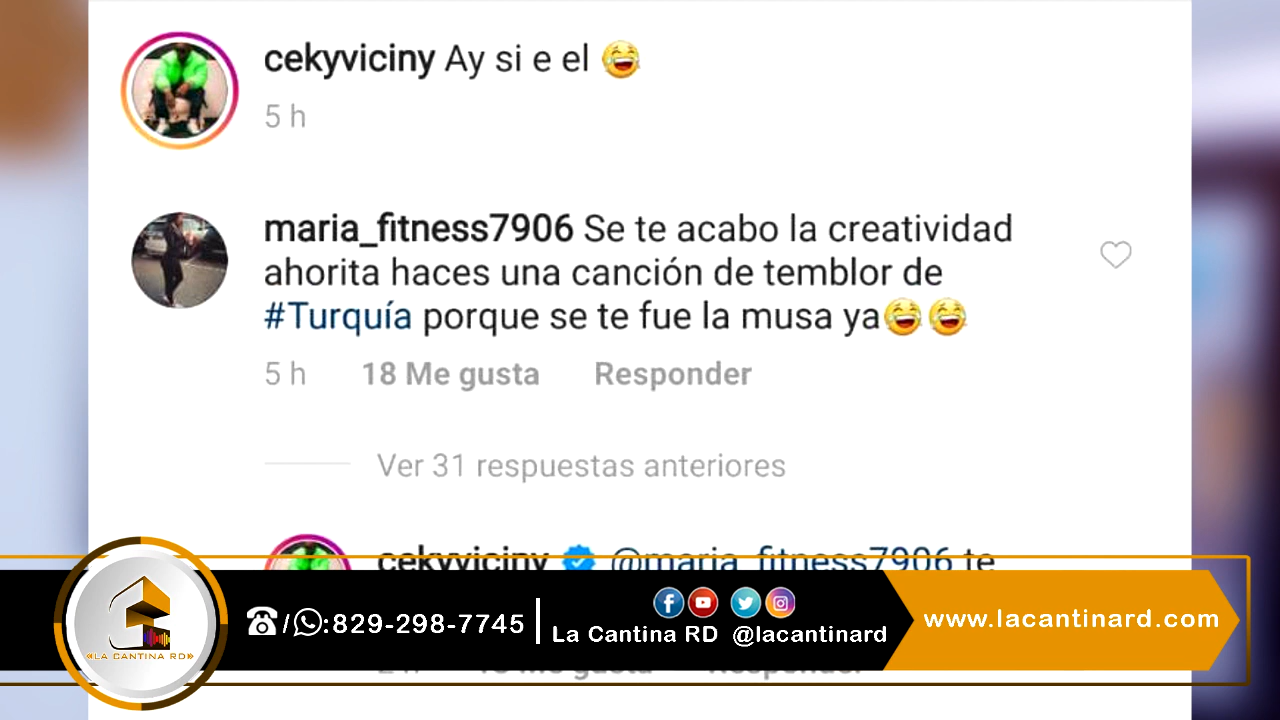 cekyviciny Ay si e el 😂
5 h
maria_fitness7906 Se te acabo la creatividad
ahorita haces una canción de temblor de
#Turquía porque se te fue la musa ya😂😂
5 h 18 Me gusta Responder
Ver 31 respuestas anteriores
cekyviciny @maria_fitness7906 te
«LA CANTINA RD»
/ :829-298-7745
La Cantina RD @lacantinard
www.lacantinard.com